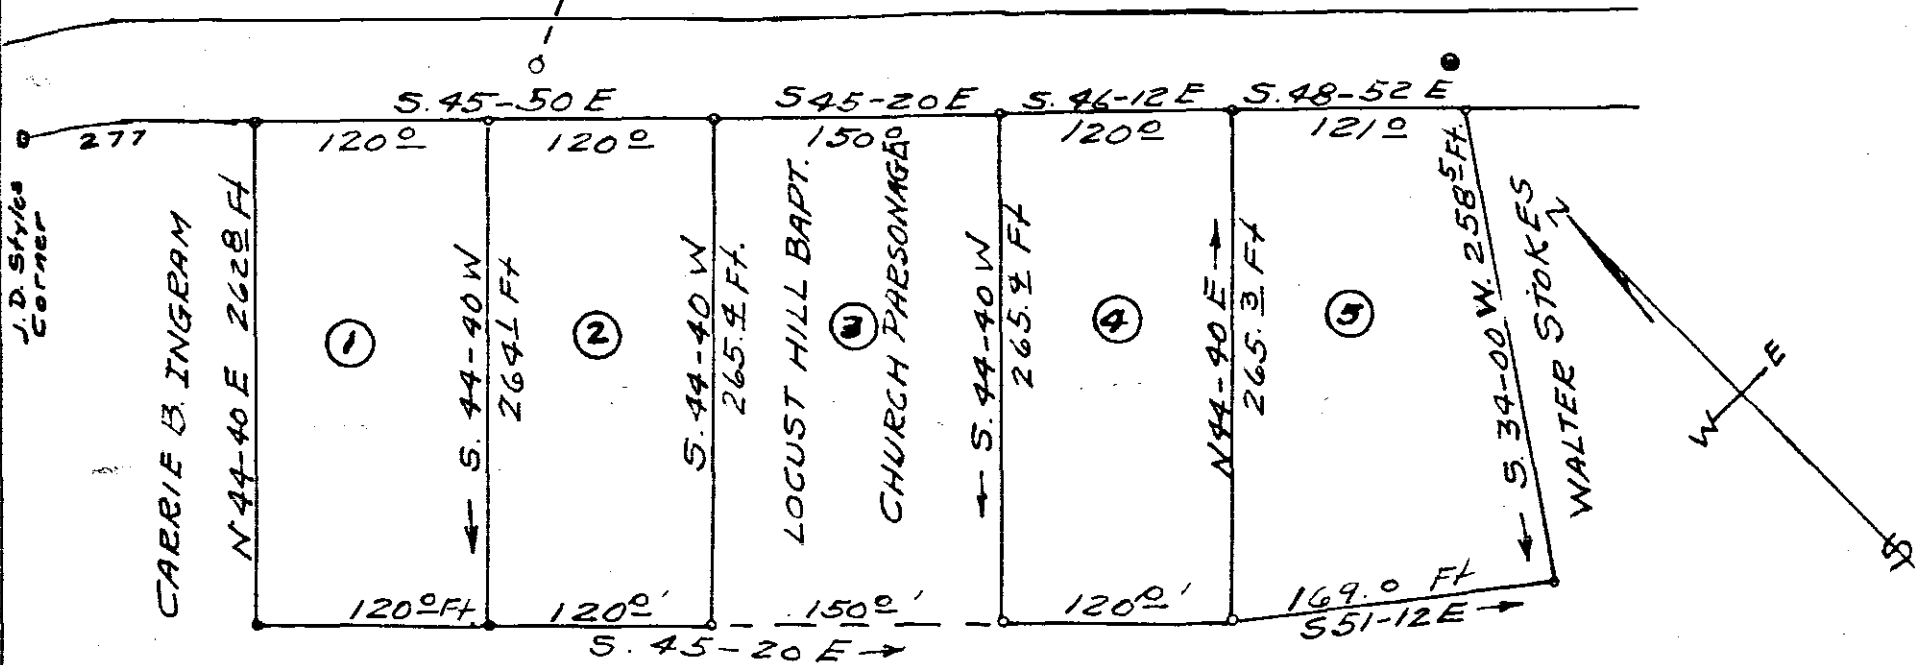 S. 45-50 E
S 45-20 E
S. 46-12 E
S. 48-52 E
277
120 0
120 0
150 0
120 0
121 0
J. D. Styles
Corner
CARRIE B. INGRAM
N 44-40 E 262 8 Ft
1
← S. 44-40 W
264 1 Ft
2
S. 44-40 W
265. 4 Ft.
LOCUST HILL BAPT.
3
CHURCH PARSONAGE
← S. 44-40 W
265. 4 Ft
4
N 44-40 E →
265. 3 Ft
5
← S. 34-00 W. 258 5 Ft.
WALTER STOKES
N
E
W
S
120 0 Ft.
120 0 '
150 0 '
120 0 '
169. 0 Ft
S. 45-20 E →
S 51-12 E →